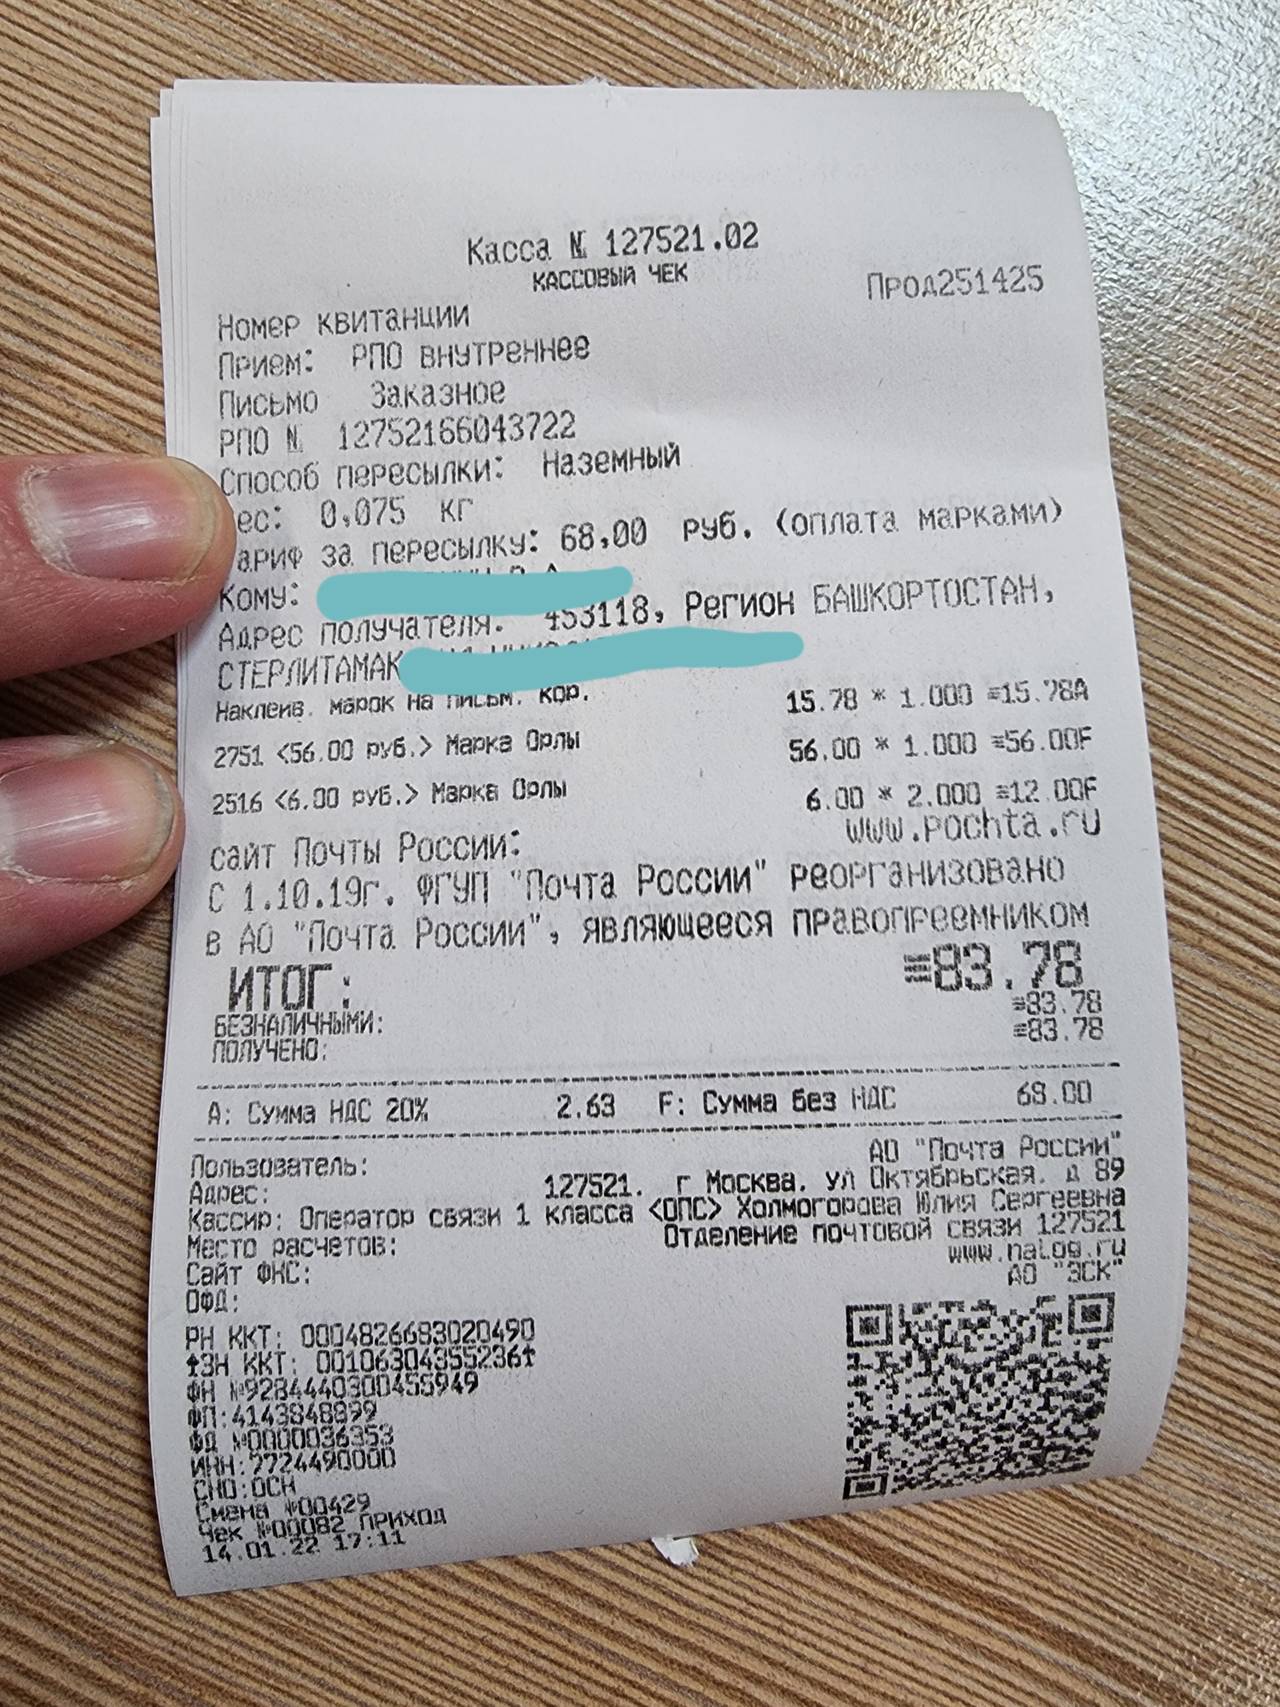 Касса № 127521.02
КАССОВЫЙ ЧЕК
Прод251425
Номер квитанции
Прием: РПО внутреннее
Письмо Заказное
РПО № 12752166043722
Способ пересылки: Наземный
ес: 0,075 кг
ариф за пересылку: 68,00 руб. (оплата марками)
Кому:
Адрес получателя: 453118, Регион БАШКОРТОСТАН,
СТЕРЛИТАМАК
Наклеив. марок на письм. кор. 15.78 * 1.000 ≡15.78А
2751 <56.00 руб.> Марка Орлы 56.00 * 1.000 ≡56.00F
2516 <6.00 руб.> Марка Орлы 6.00 * 2.000 ≡12.00F
сайт Почты России: www.pochta.ru
С 1.10.19г. ФГУП "Почта России" реорганизовано
в АО "Почта России", являющееся правопреемником
ИТОГ: ≡83.78
БЕЗНАЛИЧНЫМИ: ≡83.78
ПОЛУЧЕНО: ≡83.78
А: Сумма НДС 20% 2.63 F: Сумма без НДС 68.00
Пользователь: АО "Почта России"
Адрес: 127521, г Москва, ул Октябрьская, д 89
Кассир: Оператор связи 1 класса <ОПС> Холмогорова Юлия Сергеевна
Место расчетов: Отделение почтовой связи 127521
Сайт ФНС: www.nalog.ru
ОФД: АО "ЭСК"
РН ККТ: 0004826683020490
↑ЗН ККТ: 00106304355236↑
ФН №9284440300455949
ФП:4143848899
ФД №0000036353
ИНН:7724490000
СНО:ОСН
Смена №00429
Чек №00082 ПРИХОД
14.01.22 17:11